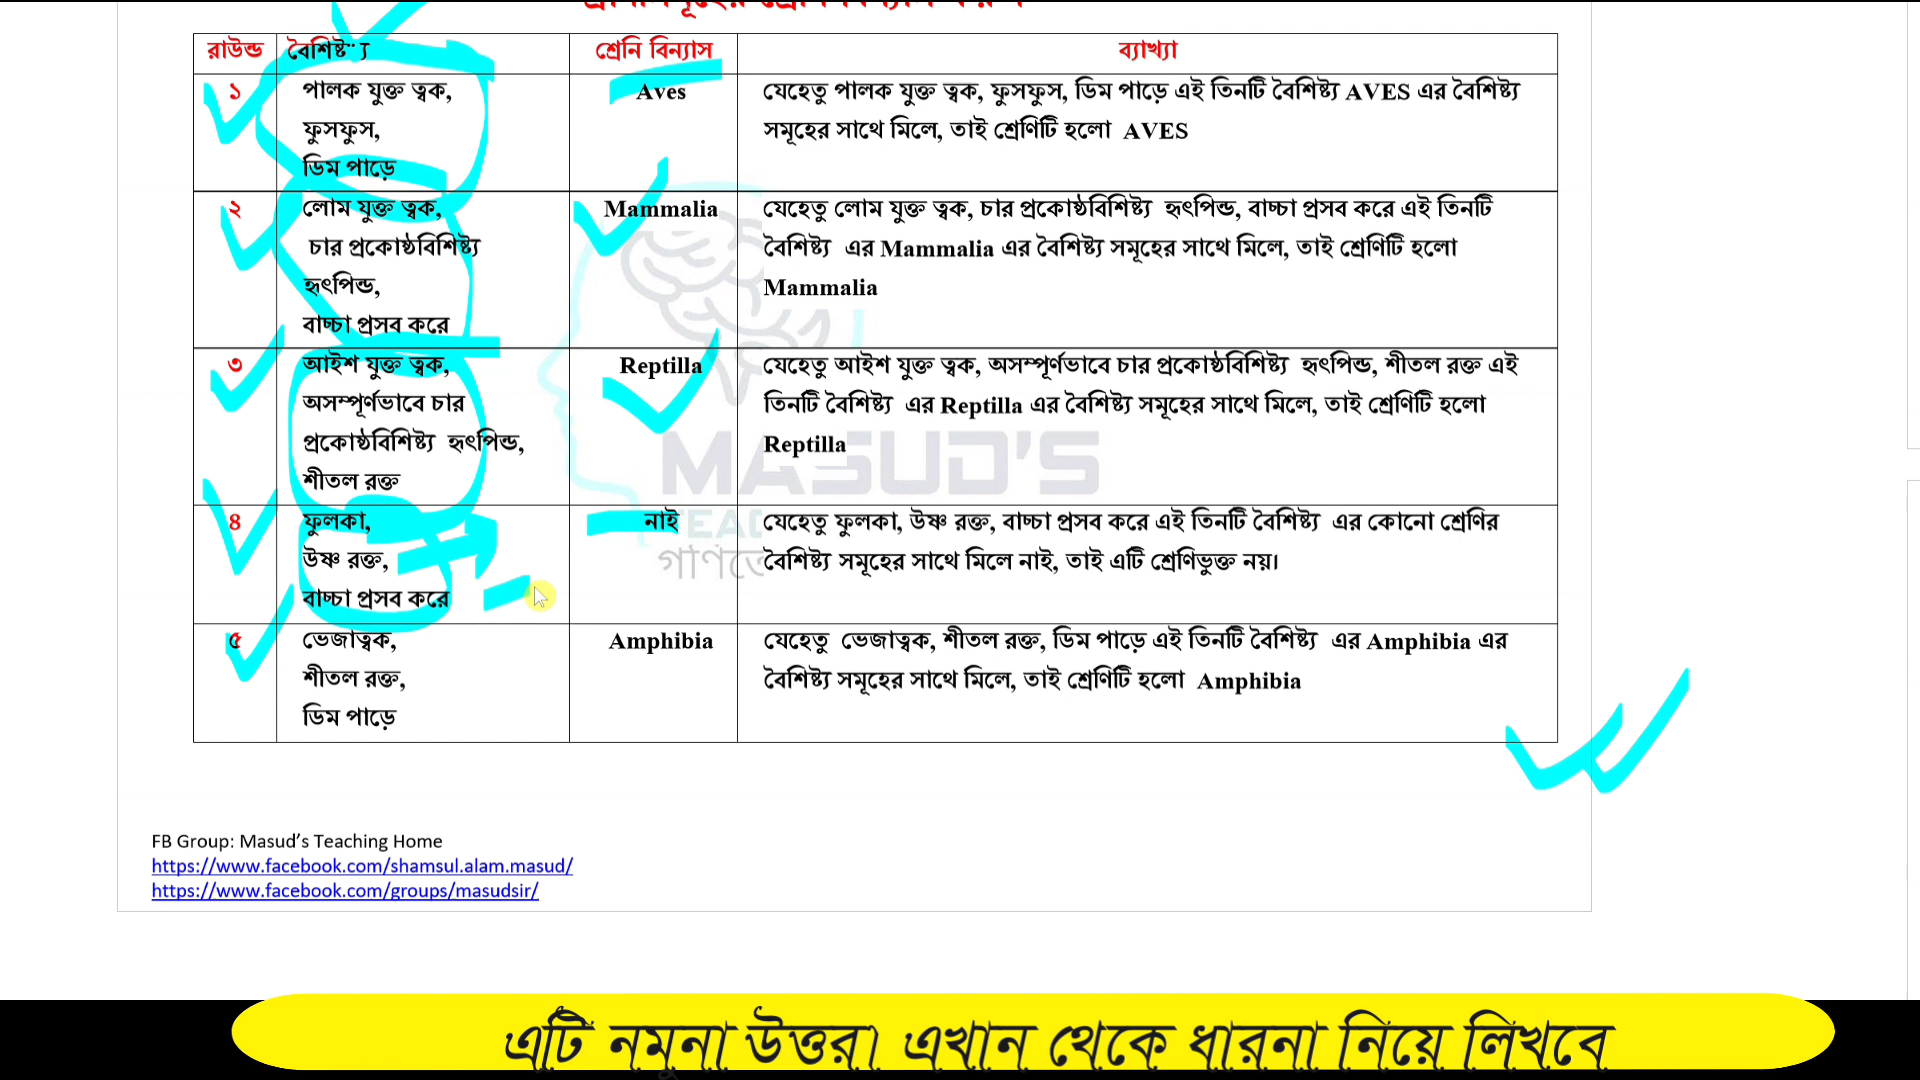 রাউন্ড বৈশিষ্ট্য শ্রেনি বিন্যাস ব্যাখ্যা
১ পালক যুক্ত ত্বক, Aves যেহেতু পালক যুক্ত ত্বক, ফুসফুস, ডিম পাড়ে এই তিনটি বৈশিষ্ট্য AVES এর বৈশিষ্ট্য
ফুসফুস, সমূহের সাথে মিলে, তাই শ্রেণিটি হলো AVES
ডিম পাড়ে
২ লোম যুক্ত ত্বক, Mammalia যেহেতু লোম যুক্ত ত্বক, চার প্রকোষ্ঠবিশিষ্ট্য হৃৎপিন্ড, বাচ্চা প্রসব করে এই তিনটি
চার প্রকোষ্ঠবিশিষ্ট্য বৈশিষ্ট্য এর Mammalia এর বৈশিষ্ট্য সমূহের সাথে মিলে, তাই শ্রেণিটি হলো
হৃৎপিন্ড, Mammalia
বাচ্চা প্রসব করে
৩ আইশ যুক্ত ত্বক, Reptilla যেহেতু আইশ যুক্ত ত্বক, অসম্পূর্ণভাবে চার প্রকোষ্ঠবিশিষ্ট্য হৃৎপিন্ড, শীতল রক্ত এই
অসম্পূর্ণভাবে চার তিনটি বৈশিষ্ট্য এর Reptilla এর বৈশিষ্ট্য সমূহের সাথে মিলে, তাই শ্রেণিটি হলো
প্রকোষ্ঠবিশিষ্ট্য হৃৎপিন্ড, Reptilla
শীতল রক্ত
MASUD'S
৪ ফুলকা, নাই যেহেতু ফুলকা, উষ্ণ রক্ত, বাচ্চা প্রসব করে এই তিনটি বৈশিষ্ট্য এর কোনো শ্রেণির
উষ্ণ রক্ত, বৈশিষ্ট্য সমূহের সাথে মিলে নাই, তাই এটি শ্রেণিভুক্ত নয়।
বাচ্চা প্রসব করে
৫ ভেজাত্বক, Amphibia যেহেতু ভেজাত্বক, শীতল রক্ত, ডিম পাড়ে এই তিনটি বৈশিষ্ট্য এর Amphibia এর
শীতল রক্ত, বৈশিষ্ট্য সমূহের সাথে মিলে, তাই শ্রেণিটি হলো Amphibia
ডিম পাড়ে
FB Group: Masud's Teaching Home
https://www.facebook.com/shamsul.alam.masud/
https://www.facebook.com/groups/masudsir/
এটি নমুনা উত্তর। এখান থেকে ধারনা নিয়ে লিখবে